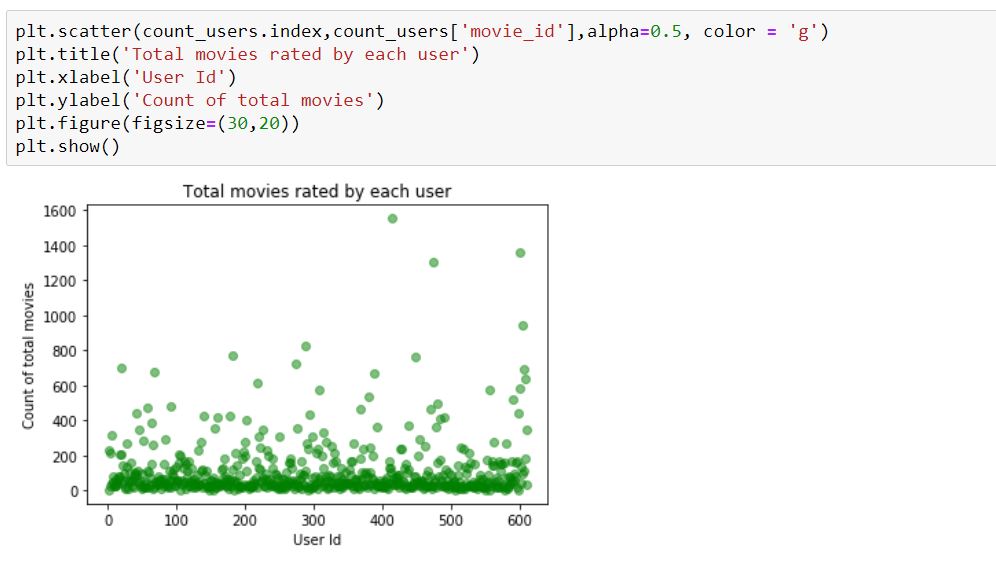 plt.scatter(count_users.index,count_users['movie_id'],alpha=0.5, color = 'g')
plt.title('Total movies rated by each user')
plt.xlabel('User Id')
plt.ylabel('Count of total movies')
plt.figure(figsize=(30,20))
plt.show()
Total movies rated by each user
Count of total movies
1600
1400
1200
1000
800
600
400
200
0
0 100 200 300 400 500 600
User Id